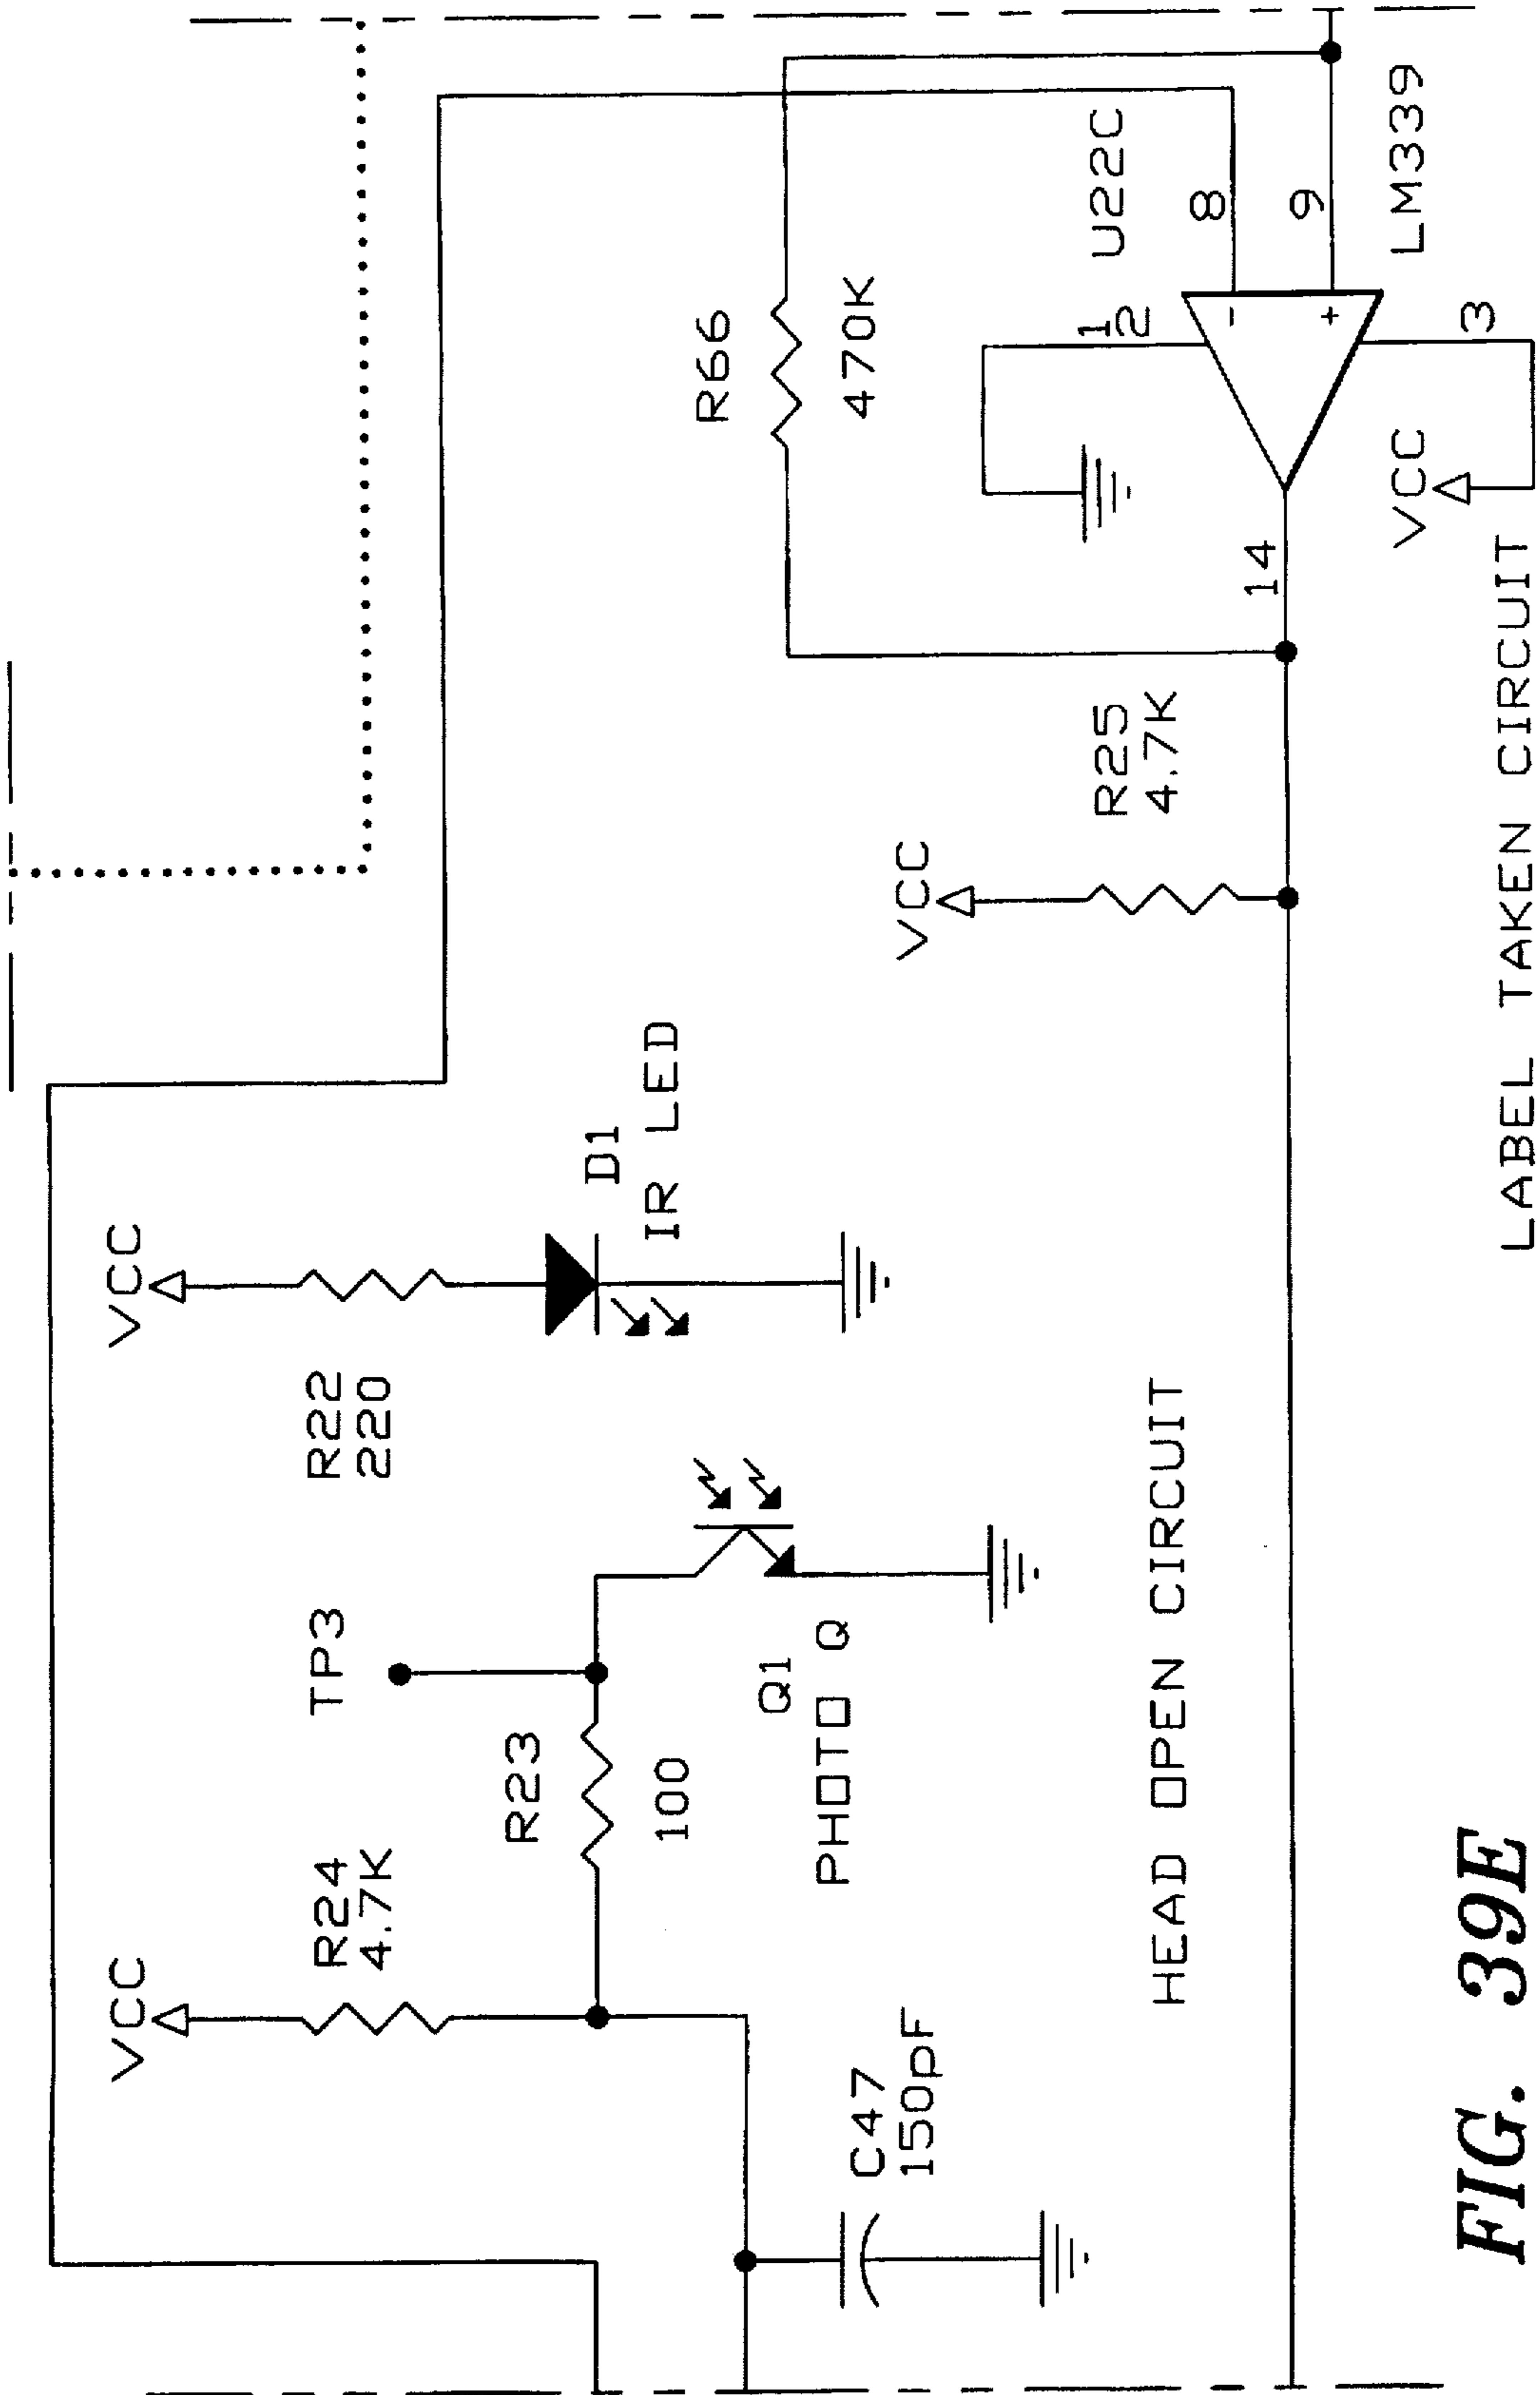 VCC
R24
4.7K
TP3
R23
100
C47
150pF
Q1
PHOTO Q
VCC
R22
220
D1
IR LED
HEAD OPEN CIRCUIT
VCC
R25
4.7K
R66
470K
U22C
8
9
1
2
14
3
VCC
LM339
LABEL TAKEN CIRCUIT
-
+
FIG. 39E